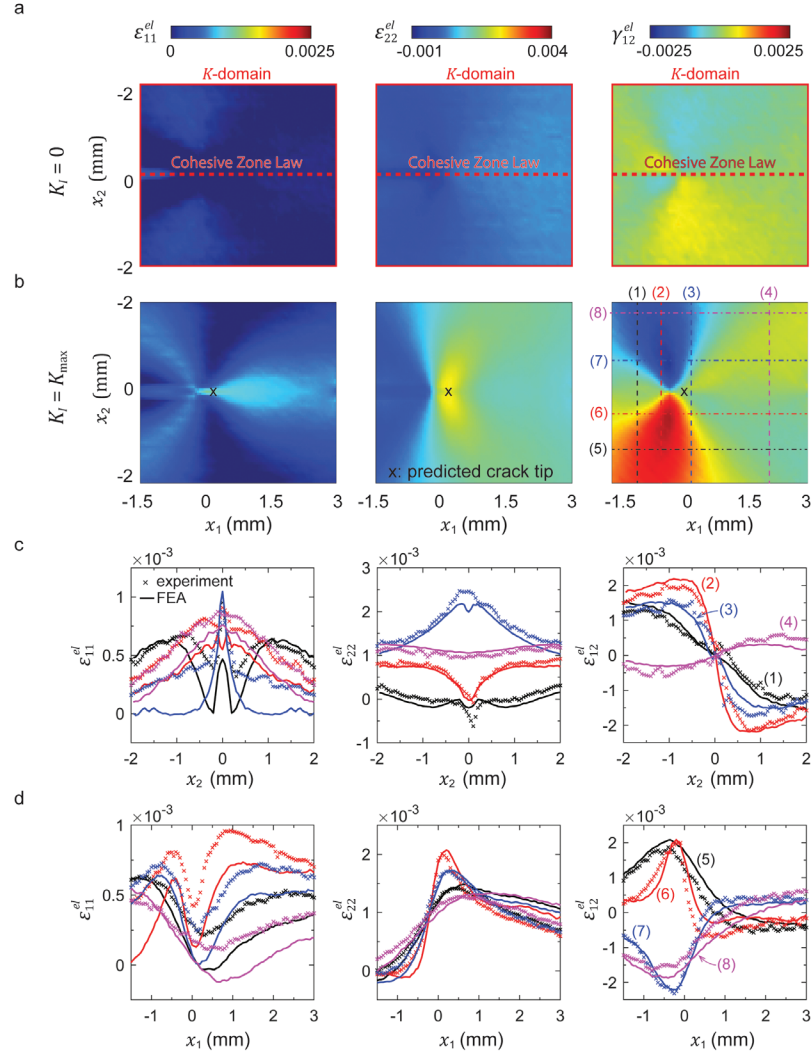 a
ε₁₁ᵉˡ ε₂₂ᵉˡ γ₁₂ᵉˡ
0 0.0025 -0.001 0.004 -0.0025 0.0025
K-domain K-domain K-domain
-2
Cohesive Zone Law Cohesive Zone Law Cohesive Zone Law
K_I = 0
x₂ (mm)
0
-2
b
(1) (2) (3) (4)
-2
(8)
(7)
K_I = K_max
x₂ (mm)
0
x x x
(6)
(5)
x: predicted crack tip
-2
-1.5 0 1.5 3 -1.5 0 1.5 3 -1.5 0 1.5 3
x₁ (mm) x₁ (mm) x₁ (mm)
c
×10⁻³ ×10⁻³ ×10⁻³
× experiment
FEA
ε₁₁ᵉˡ
1
0.5
0
-2 -1 0 1 2
x₂ (mm)
ε₂₂ᵉˡ
3
2
1
0
-1
-2 -1 0 1 2
x₂ (mm)
ε₁₂ᵉˡ
2
1
0
-1
-2
(2)
(3)
(4)
(1)
-2 -1 0 1 2
x₂ (mm)
d
×10⁻³ ×10⁻³ ×10⁻³
ε₁₁ᵉˡ
1
0.5
0
-1 0 1 2 3
x₁ (mm)
ε₂₂ᵉˡ
3
2
1
0
-1 0 1 2 3
x₁ (mm)
ε₁₂ᵉˡ
2
1
0
-1
-2
(5)
(6)
(7)
(8)
-1 0 1 2 3
x₁ (mm)